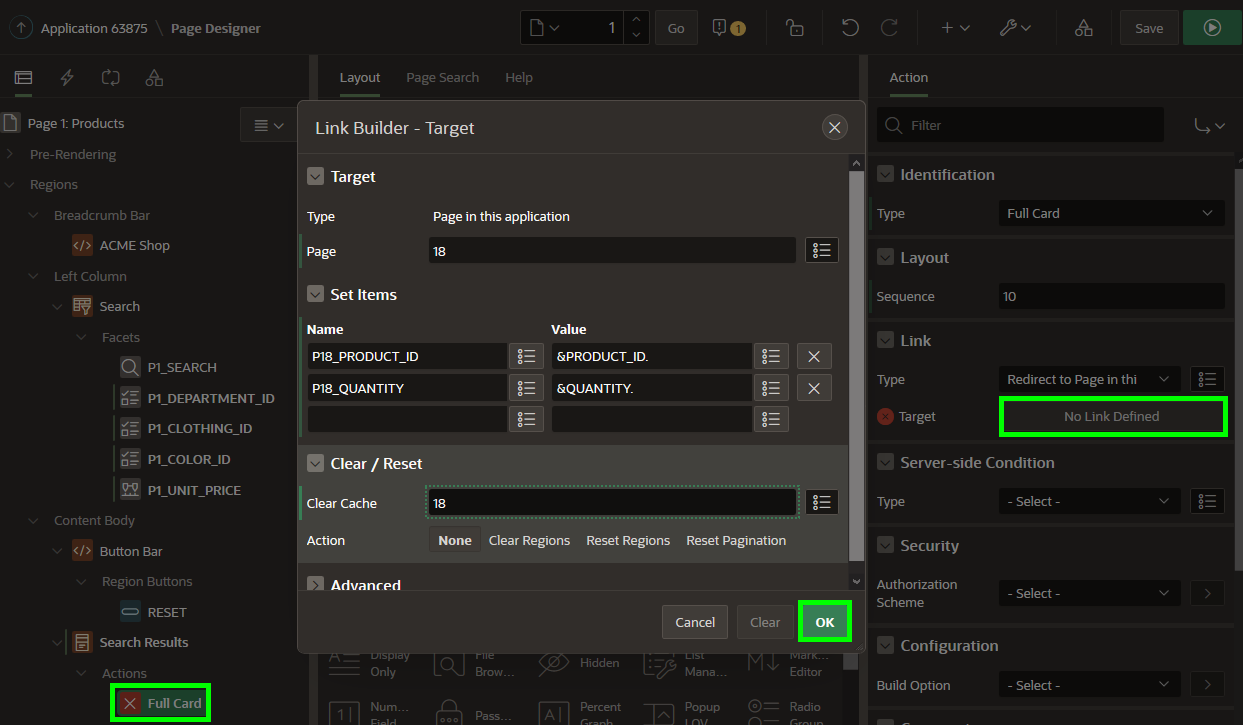 Application 63875 \ Page Designer
1 Go 1 Save
Layout Page Search Help
Action
Page 1: Products
Pre-Rendering
Regions
Breadcrumb Bar
ACME Shop
Left Column
Search
Facets
P1_SEARCH
P1_DEPARTMENT_ID
P1_CLOTHING_ID
P1_COLOR_ID
P1_UNIT_PRICE
Content Body
Button Bar
Region Buttons
RESET
Search Results
Actions
Full Card
Link Builder - Target
Target
Type Page in this application
Page 18
Set Items
Name Value
P18_PRODUCT_ID &PRODUCT_ID.
P18_QUANTITY &QUANTITY.
Clear / Reset
Clear Cache 18
Action None Clear Regions Reset Regions Reset Pagination
Advanced
Cancel Clear OK
Display Only
File Brow...
Hidden
List Mana...
Mark... Editor
Num... Field
Pass...
Percent Graph
Popup LOV
Radio Group
Filter
Identification
Type Full Card
Layout
Sequence 10
Link
Type Redirect to Page in thi
Target No Link Defined
Server-side Condition
Type - Select -
Security
Authorization
Scheme
- Select -
Configuration
Build Option - Select -